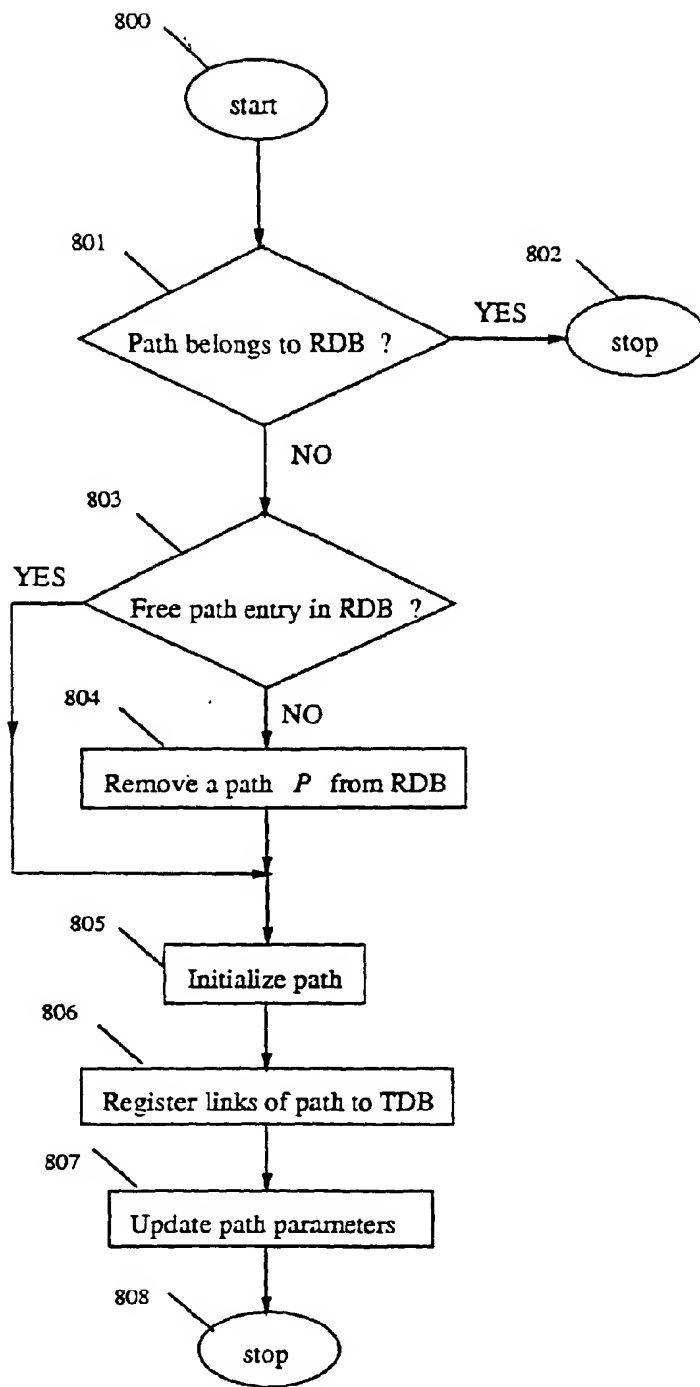 800
start
801
802
Path belongs to RDB ?
YES
stop
NO
803
YES
Free path entry in RDB ?
804
NO
Remove a path P from RDB
805
Initialize path
806
Register links of path to TDB
807
Update path parameters
808
stop